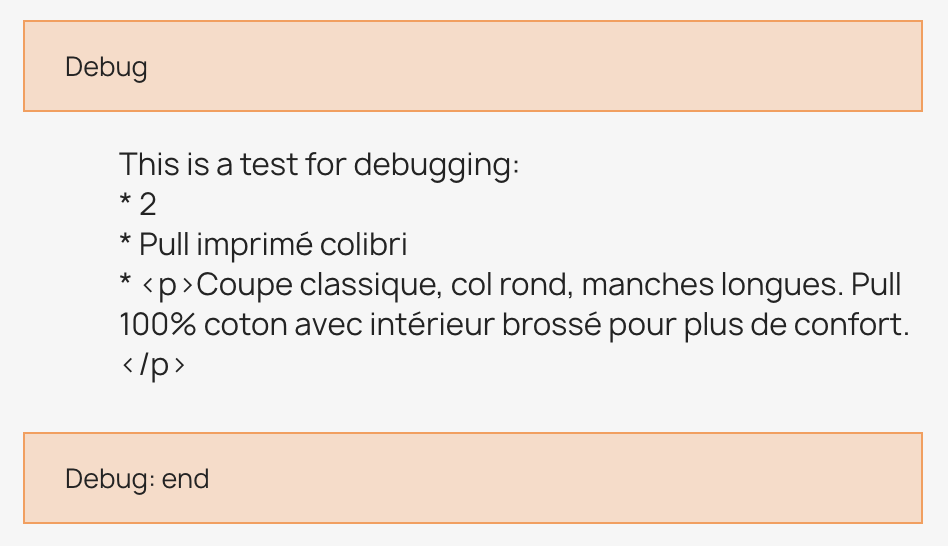 Debug
This is a test for debugging:
* 2
* Pull imprimé colibri
* <p>Coupe classique, col rond, manches longues. Pull
100% coton avec intérieur brossé pour plus de confort.
</p>
Debug: end